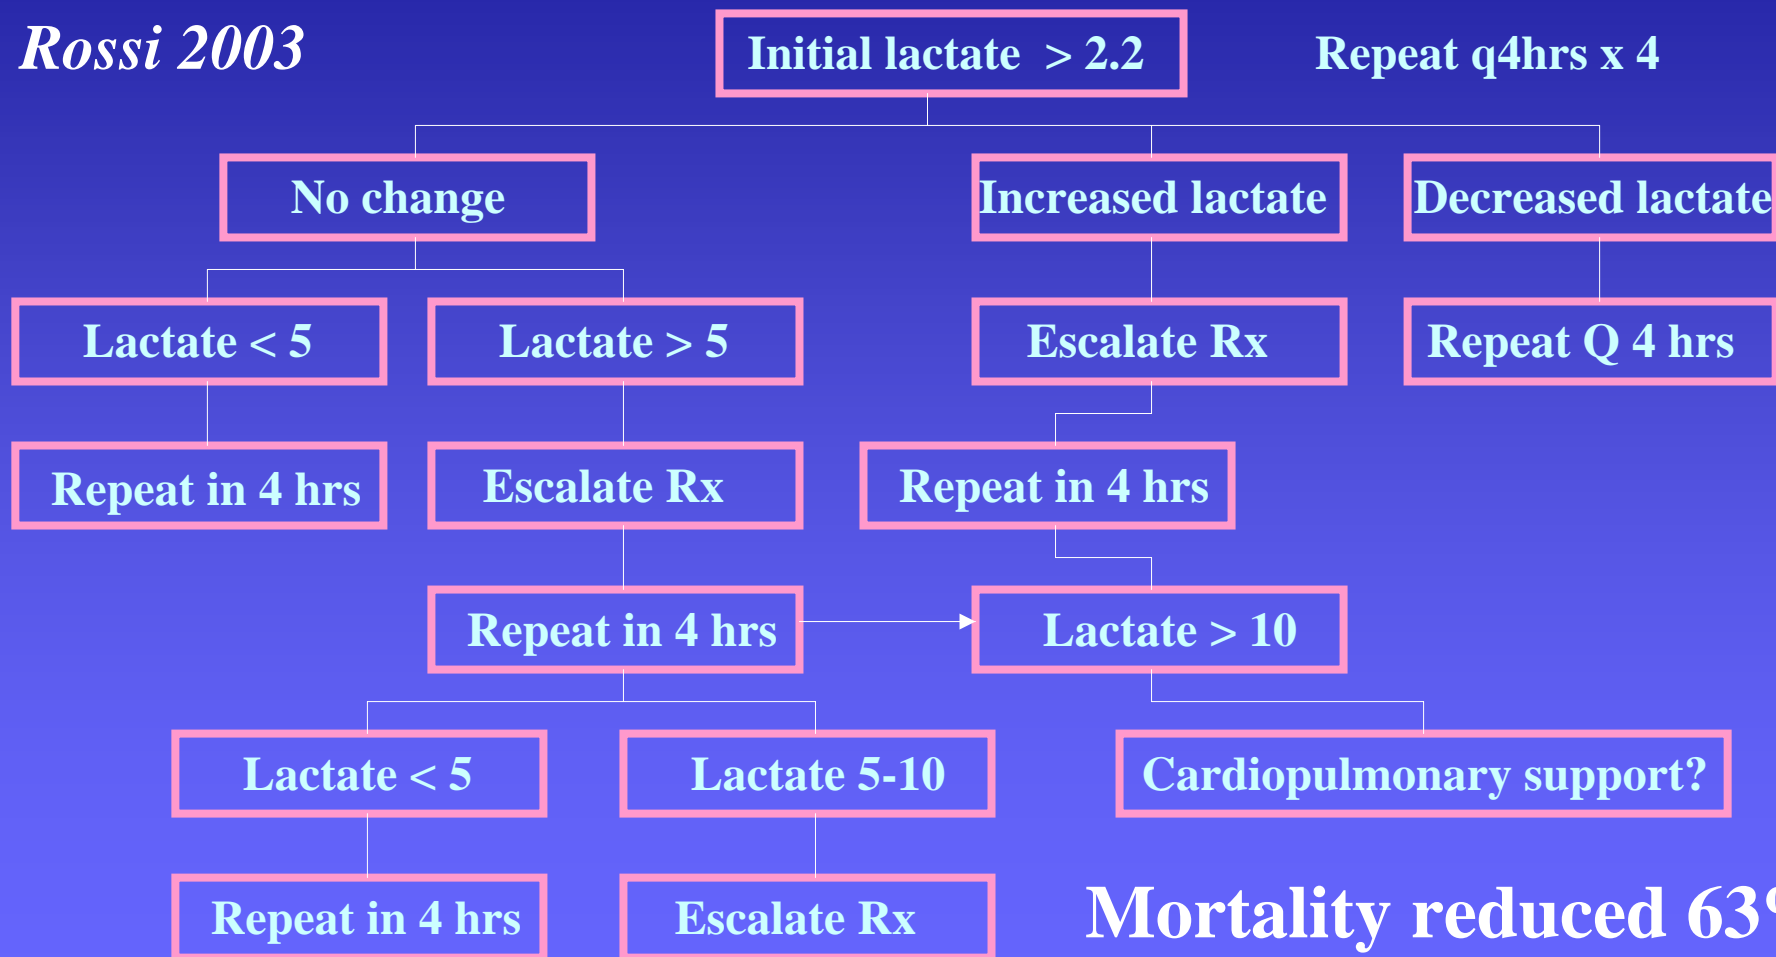 Rossi 2003
Initial lactate > 2.2
Repeat q4hrs x 4
No change
Increased lactate
Decreased lactate
Lactate < 5
Lactate > 5
Escalate Rx
Repeat Q 4 hrs
Repeat in 4 hrs
Escalate Rx
Repeat in 4 hrs
Repeat in 4 hrs
Lactate > 10
Lactate < 5
Lactate 5-10
Cardiopulmonary support?
Repeat in 4 hrs
Escalate Rx
Mortality reduced 63%